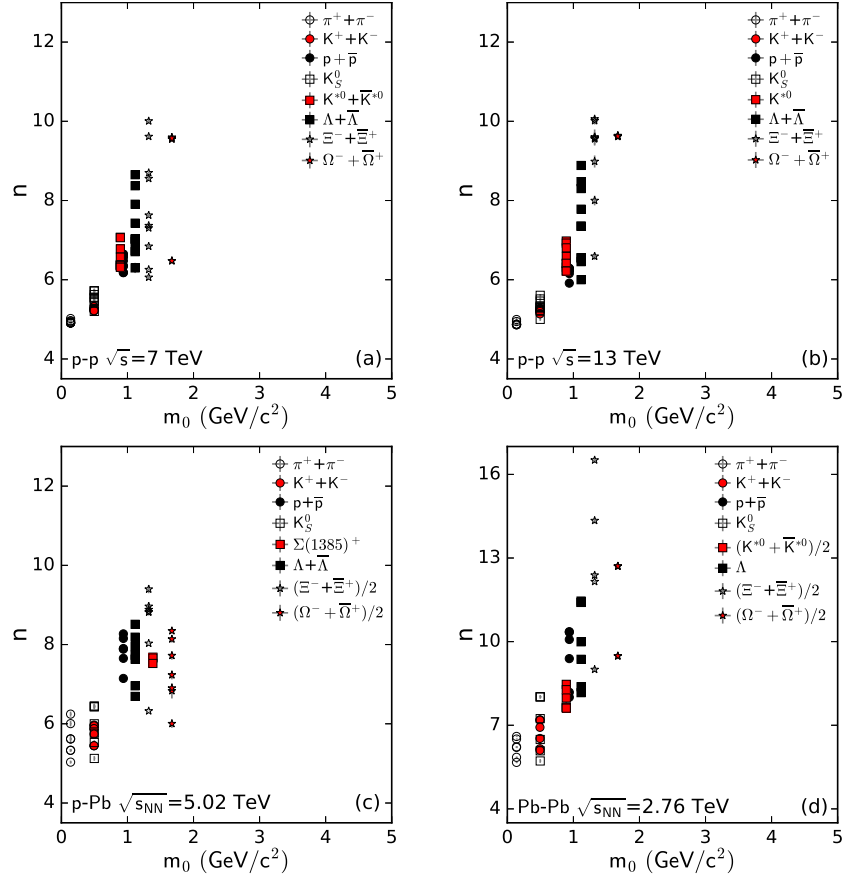 12
10
8
6
4
n
π⁺+π⁻
K⁺+K⁻
p+p̅
K⁰_S
K*⁰+K̅*⁰
Λ+Λ̅
Ξ⁻+Ξ̅⁺
Ω⁻+Ω̅⁺
p-p √s=7 TeV
(a)
0 1 2 3 4 5
m₀ (GeV/c²)
12
10
8
6
4
n
π⁺+π⁻
K⁺+K⁻
p+p̅
K⁰_S
K*⁰
Λ+Λ̅
Ξ⁻+Ξ̅⁺
Ω⁻+Ω̅⁺
p-p √s=13 TeV
(b)
0 1 2 3 4 5
m₀ (GeV/c²)
12
10
8
6
4
n
π⁺+π⁻
K⁺+K⁻
p+p̅
K⁰_S
Σ(1385)⁺
Λ+Λ̅
(Ξ⁻+Ξ̅⁺)/2
(Ω⁻+Ω̅⁺)/2
p-Pb √s_NN=5.02 TeV
(c)
0 1 2 3 4 5
m₀ (GeV/c²)
16
13
10
7
4
n
π⁺+π⁻
K⁺+K⁻
p+p̅
K⁰_S
(K*⁰+K̅*⁰)/2
Λ
(Ξ⁻+Ξ̅⁺)/2
(Ω⁻+Ω̅⁺)/2
Pb-Pb √s_NN=2.76 TeV
(d)
0 1 2 3 4 5
m₀ (GeV/c²)